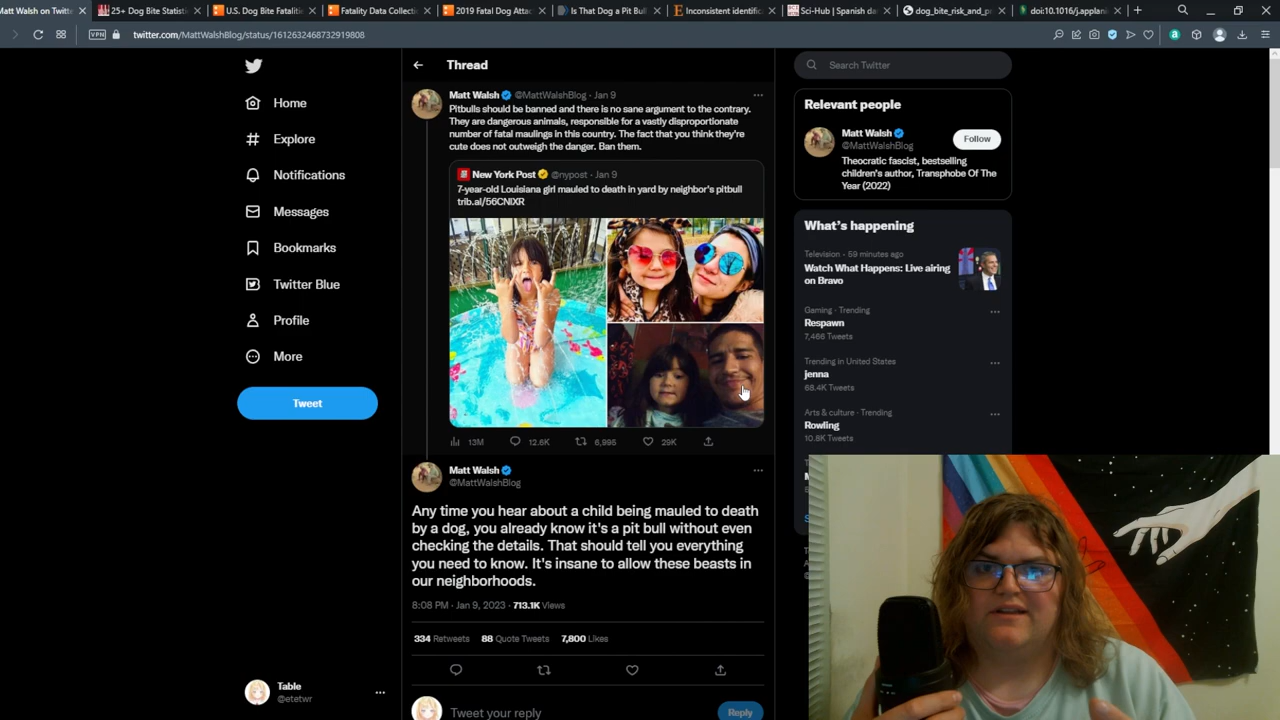 Matt Walsh on Twitter
25+ Dog Bite Statist
U.S. Dog Bite Fatalitie
Fatality Data Collecti
2019 Fatal Dog Attac
Is That Dog a Pit Bul
Inconsistent identific
Sci-Hub | Spanish da
dog_bite_risk_and_p
doi:10.1016/j.applan
VPN
twitter.com/MattWalshBlog/status/1612632468732919808
Home
Explore
Notifications
Messages
Bookmarks
Twitter Blue
Profile
More
Tweet
Table
@etetwr
Thread
Matt Walsh @MattWalshBlog · Jan 9
Pitbulls should be banned and there is no sane argument to the contrary.
They are dangerous animals, responsible for a vastly disproportionate
number of fatal maulings in this country. The fact that you think they're
cute does not outweigh the danger. Ban them.
New York Post @nypost · Jan 9
7-year-old Louisiana girl mauled to death in yard by neighbor's pitbull
trib.al/56CNIXR
13M 12.6K 6,995 29K
Matt Walsh
@MattWalshBlog
Any time you hear about a child being mauled to death
by a dog, you already know it's a pit bull without even
checking the details. That should tell you everything
you need to know. It's insane to allow these beasts in
our neighborhoods.
8:08 PM · Jan 9, 2023 · 713.1K Views
334 Retweets 88 Quote Tweets 7,800 Likes
Tweet your reply
Reply
Search Twitter
Relevant people
Matt Walsh
@MattWalshBlog
Follow
Theocratic fascist, bestselling
children's author, Transphobe Of The
Year (2022)
What's happening
Television · 59 minutes ago
Watch What Happens: Live airing
on Bravo
Gaming · Trending
Respawn
7,466 Tweets
Trending in United States
jenna
68.4K Tweets
Arts & culture · Trending
Rowling
10.8K Tweets